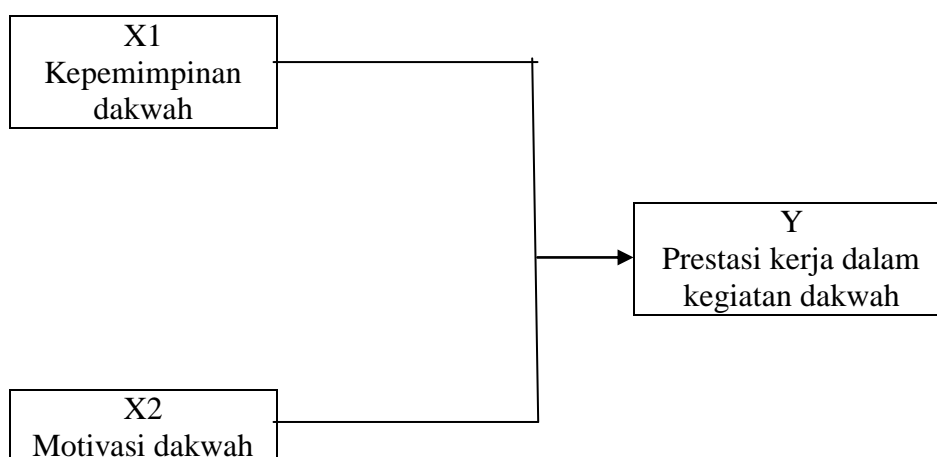 X1
Kepemimpinan
dakwah
Y
Prestasi kerja dalam
kegiatan dakwah
X2
Motivasi dakwah